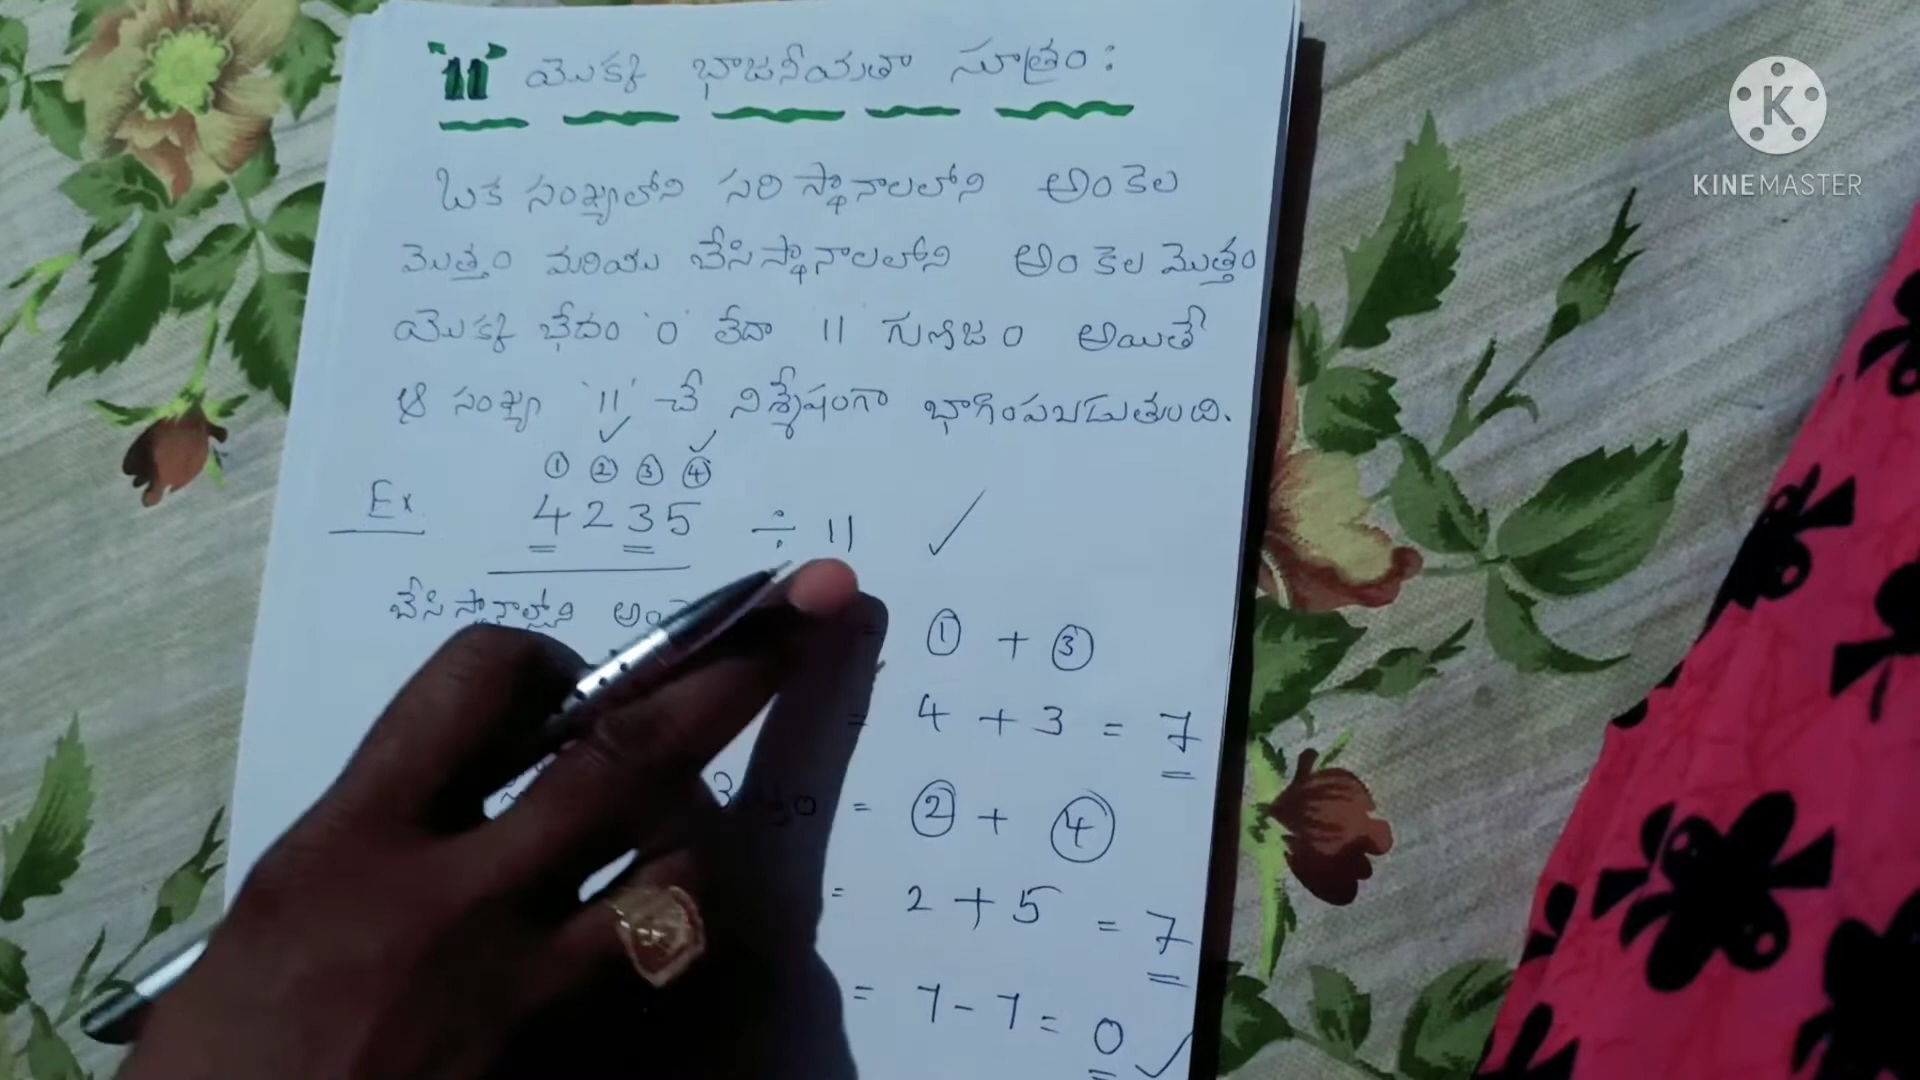 "11" యొక్క భాజనీయతా సూత్రం :
KINEMASTER
ఒక సంఖ్యలోని సరి స్థానాలలోని అంకెల
మొత్తం మరియు బేసి స్థానాలలోని అంకెల మొత్తం
యొక్క భేదం '0' లేదా 11 గుణిజం అయితే
ఆ సంఖ్య '11' చే నిశ్శేషంగా భాగింపబడుతుంది.
① ② ③ ④
Ex 4235 ÷ 11 ✓
బేసి స్థానాల్లోని = ① + ③
= 4 + 3 = 7
= ② + ④
= 2 + 5 = 7
= 7 - 7 = 0 ✓